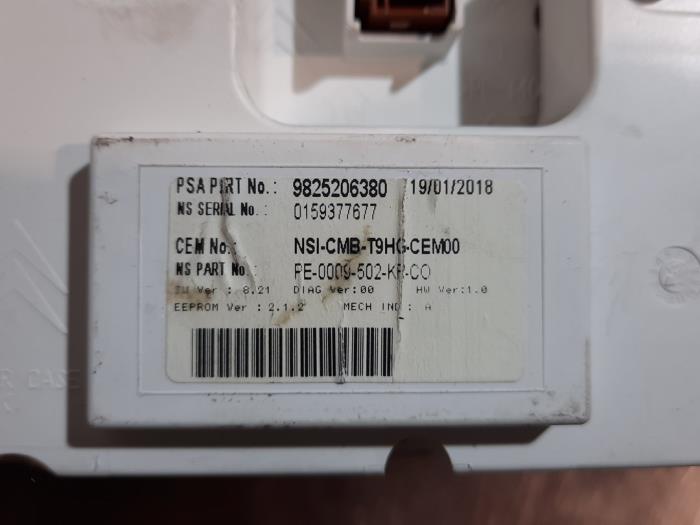 PSA PART No.: 9825206380 19/01/2018
NS SERIAL No.: 0159377677
CEM No.: NSI-CMB-T9HG-CEM00
NS PART No.: PE-0009-502-KP-CO
SW Ver : 8.21 DIAG Ver:00 HW Ver:1.0
EEPROM Ver : 2.1.2 MECH IND : A
CASE